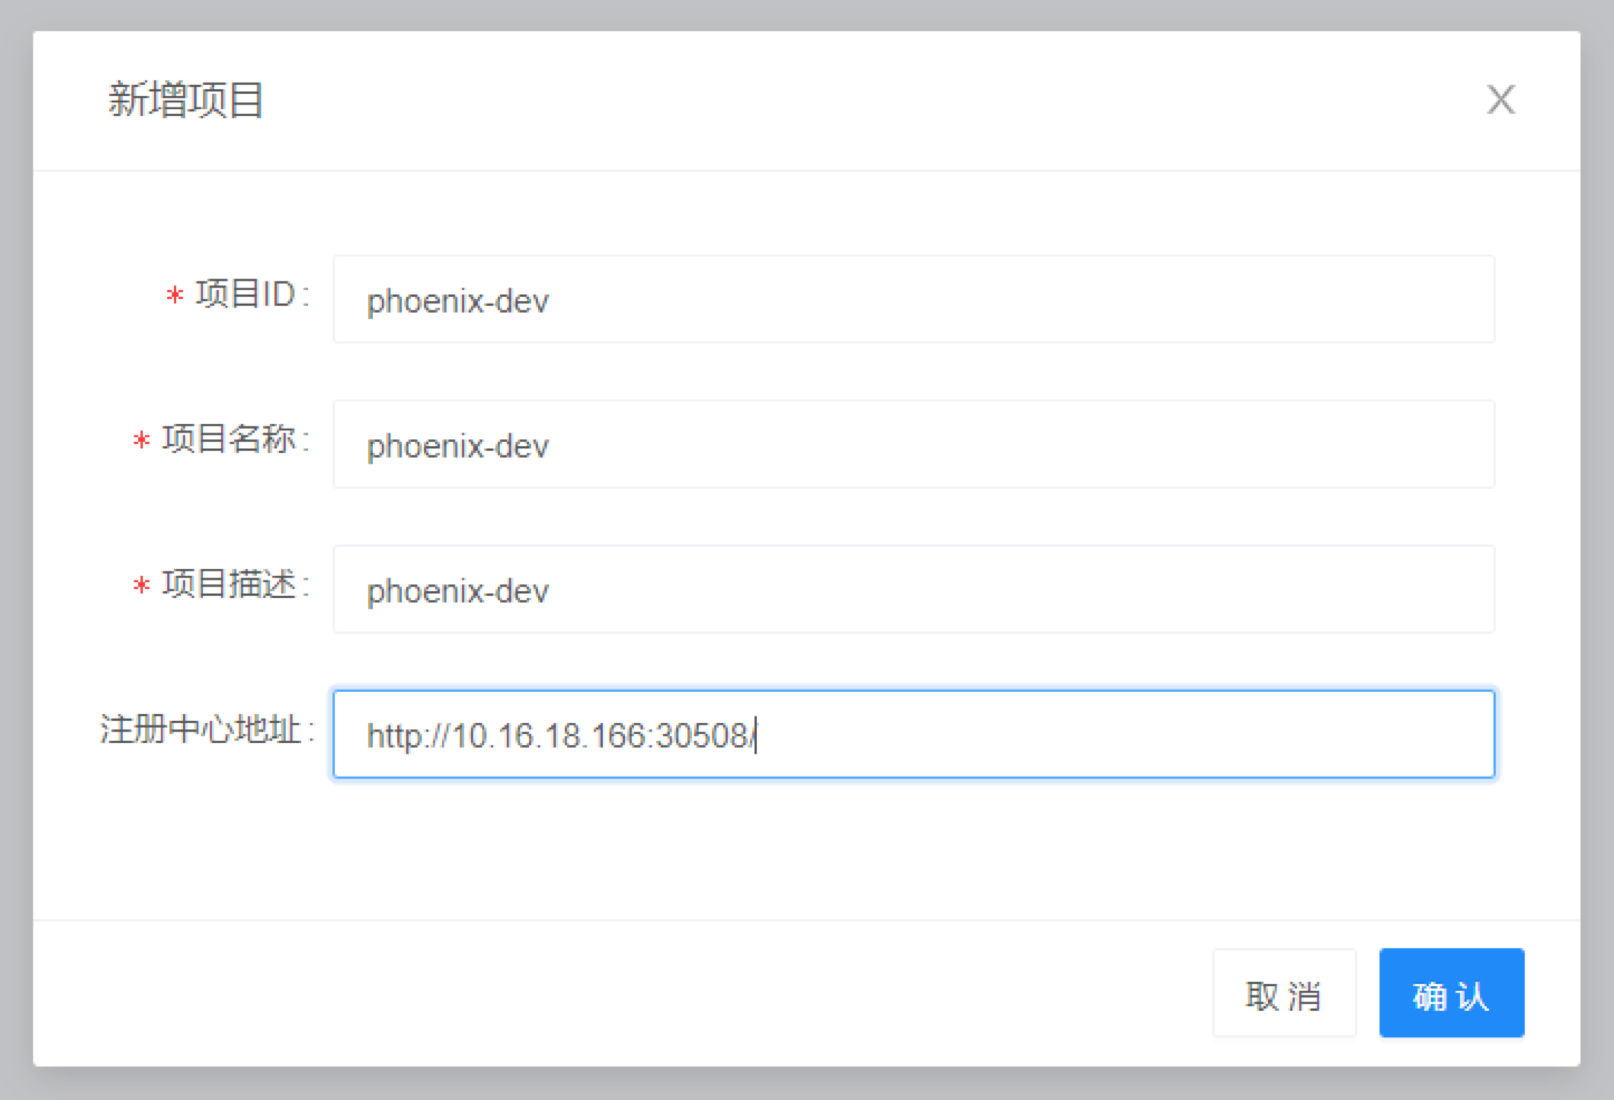 新增项目
* 项目ID: phoenix-dev
* 项目名称: phoenix-dev
* 项目描述: phoenix-dev
注册中心地址: http://10.16.18.166:30508/
取 消 确 认